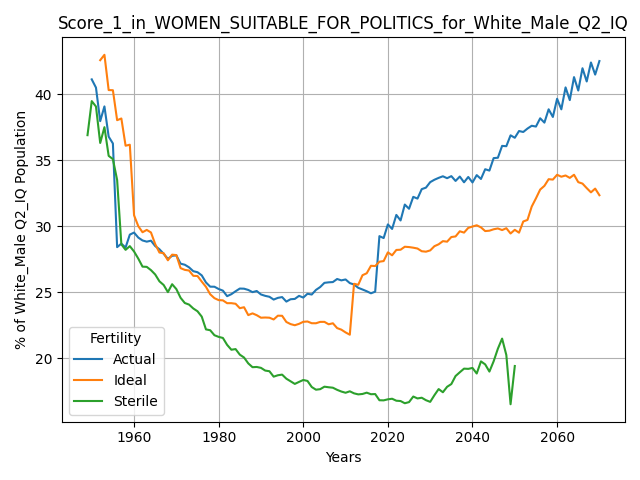 Score_1_in_WOMEN_SUITABLE_FOR_POLITICS_for_White_Male_Q2_IQ
% of White_Male Q2_IQ Population
40
35
30
25
20
Fertility
Actual
Ideal
Sterile
1960 1980 2000 2020 2040 2060
Years